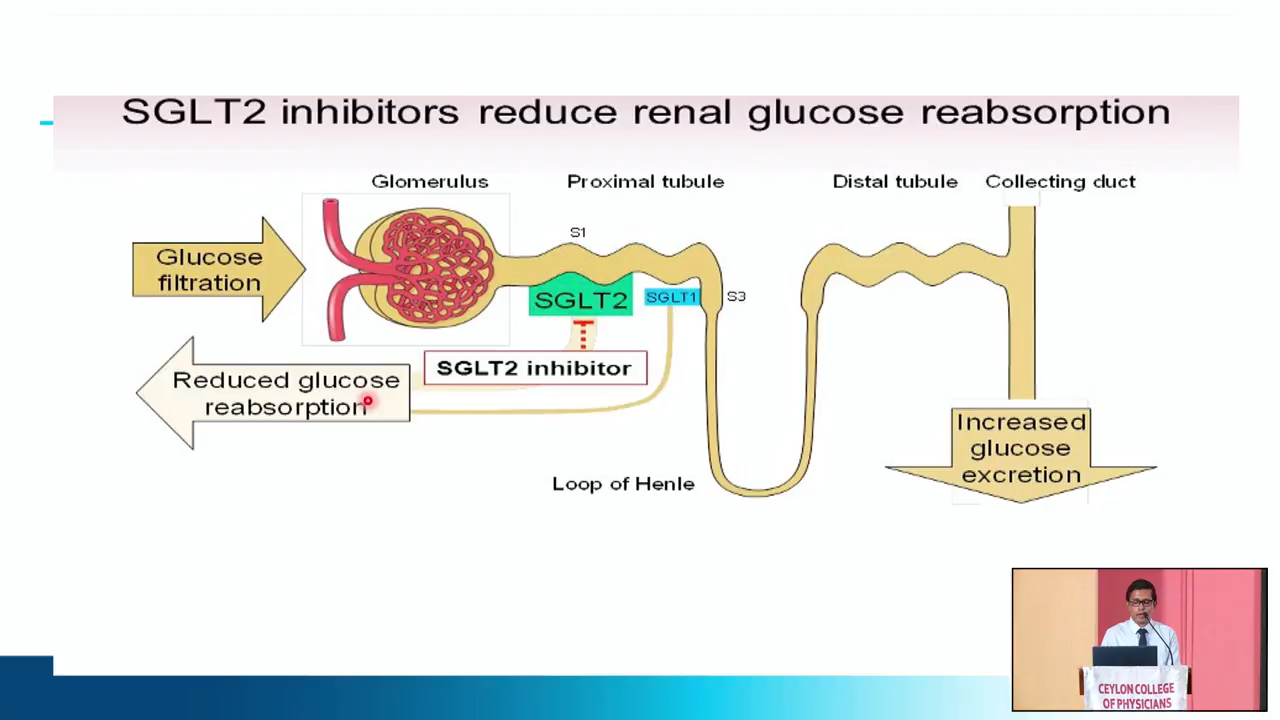 SGLT2 inhibitors reduce renal glucose reabsorption
Glomerulus
Proximal tubule
Distal tubule
Collecting duct
S1
Glucose
filtration
SGLT2
SGLT1
S3
SGLT2 inhibitor
Reduced glucose
reabsorption
Increased
glucose
excretion
Loop of Henle
CEYLON COLLEGE
OF PHYSICIANS